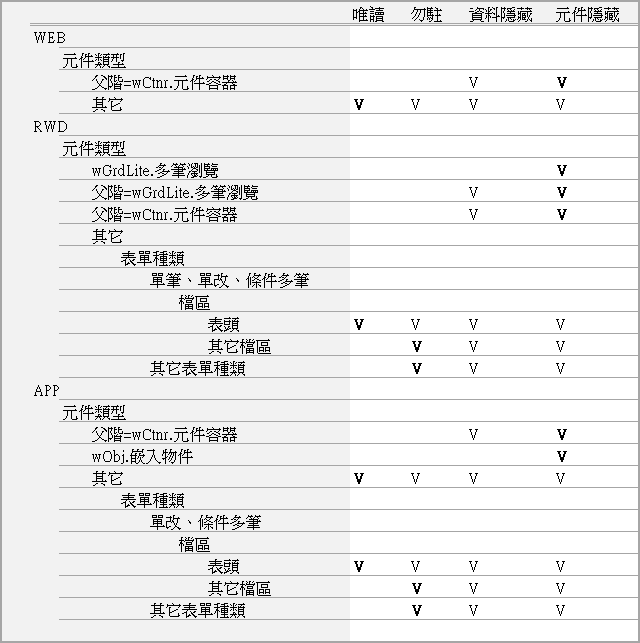 唯讀 勿駐 資料隱藏 元件隱藏
WEB
元件類型
父階=wCtnr.元件容器 V V
其它 V V V V
RWD
元件類型
wGrdLite.多筆瀏覽 V
父階=wGrdLite.多筆瀏覽 V V
父階=wCtnr.元件容器 V V
其它
表單種類
單筆、單改、條件多筆
檔區
表頭 V V V V
其它檔區 V V V
其它表單種類 V V V
APP
元件類型
父階=wCtnr.元件容器 V V
wObj.嵌入物件 V
其它 V V V V
表單種類
單改、條件多筆
檔區
表頭 V V V V
其它檔區 V V V
其它表單種類 V V V